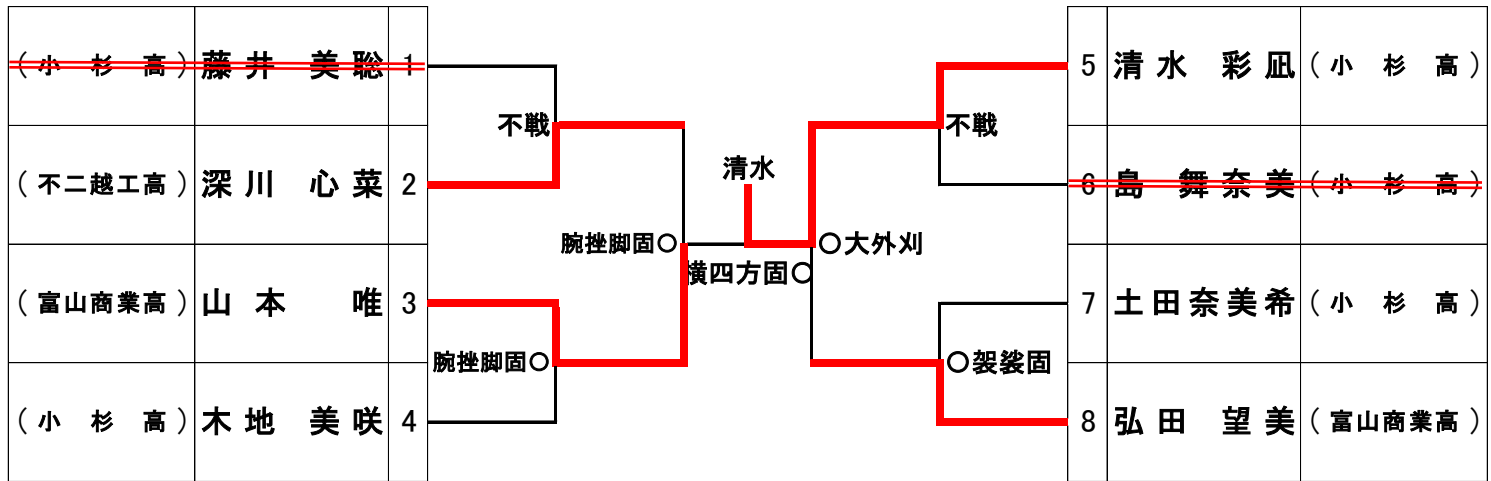 （小　杉　高）藤井　美聡 1
（不二越工高）深川　心菜 2
（富山商業高）山本　　唯 3
（小　杉　高）木地　美咲 4
不戦
腕挫脚固○
腕挫脚固○
清水
横四方固○
不戦
○大外刈
○袈裟固
5 清水　彩凪（小　杉　高）
6 島　舞奈美（小　杉　高）
7 土田奈美希（小　杉　高）
8 弘田　望美（富山商業高）